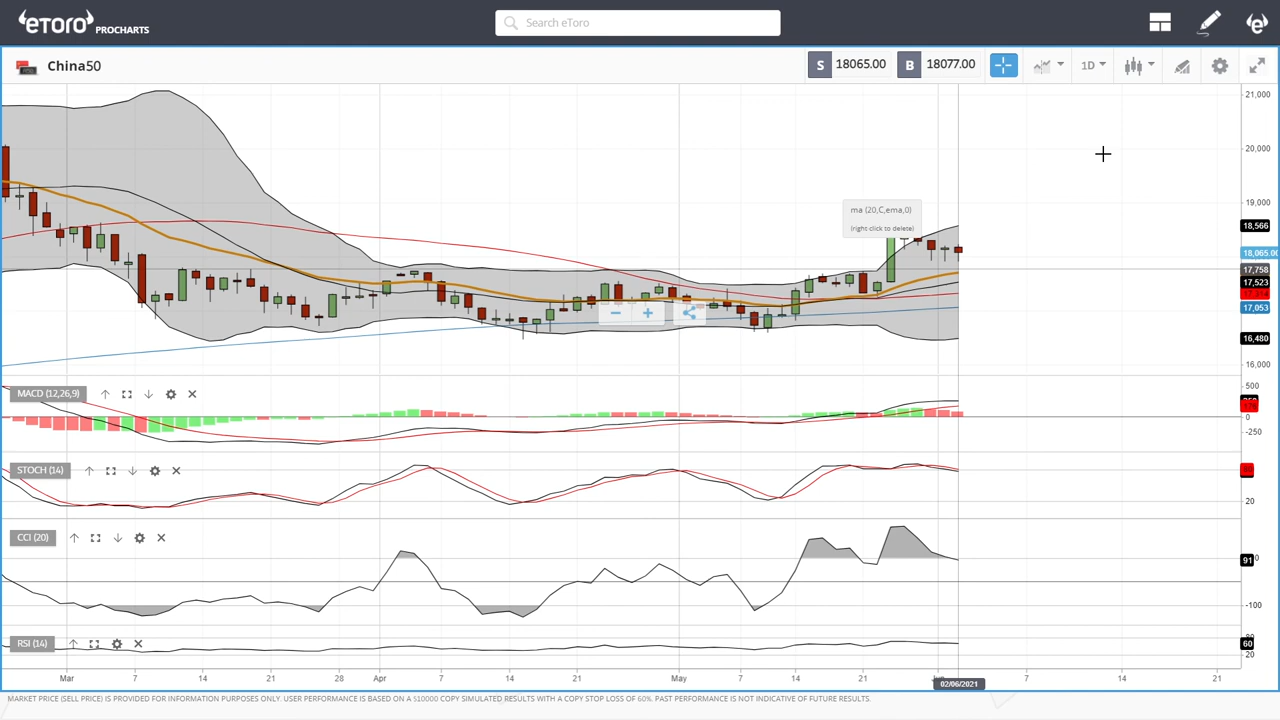 eTORO PROCHARTS
Search eToro
China50
S 18065.00 B 18077.00
1D
21,000
20,000
19,000
ma (20,C,ema,0)
(right click to delete)
18,566
18,065.00
17,758
17,523
17,053
16,480
16,000
MACD (12,26,9)
500
0
-250
STOCH (14)
60
20
CCI (20)
91
-100
RSI (14)
60
20
Mar 7 14 21 28 Apr 7 14 21 May 7 14 21 7 14 21
02/06/2021
MARKET PRICE (SELL PRICE) IS PROVIDED FOR INFORMATION PURPOSES ONLY. USER PERFORMANCE IS BASED ON A $10000 COPY SIMULATED RESULTS WITH A COPY STOP LOSS OF 60%. PAST PERFORMANCE IS NOT INDICATIVE OF FUTURE RESULTS.